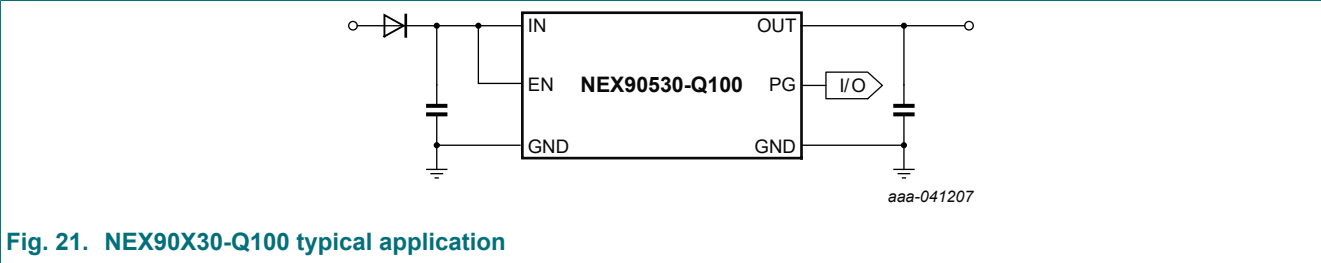 IN OUT
EN NEX90530-Q100 PG I/O
GND GND
aaa-041207
Fig. 21. NEX90X30-Q100 typical application